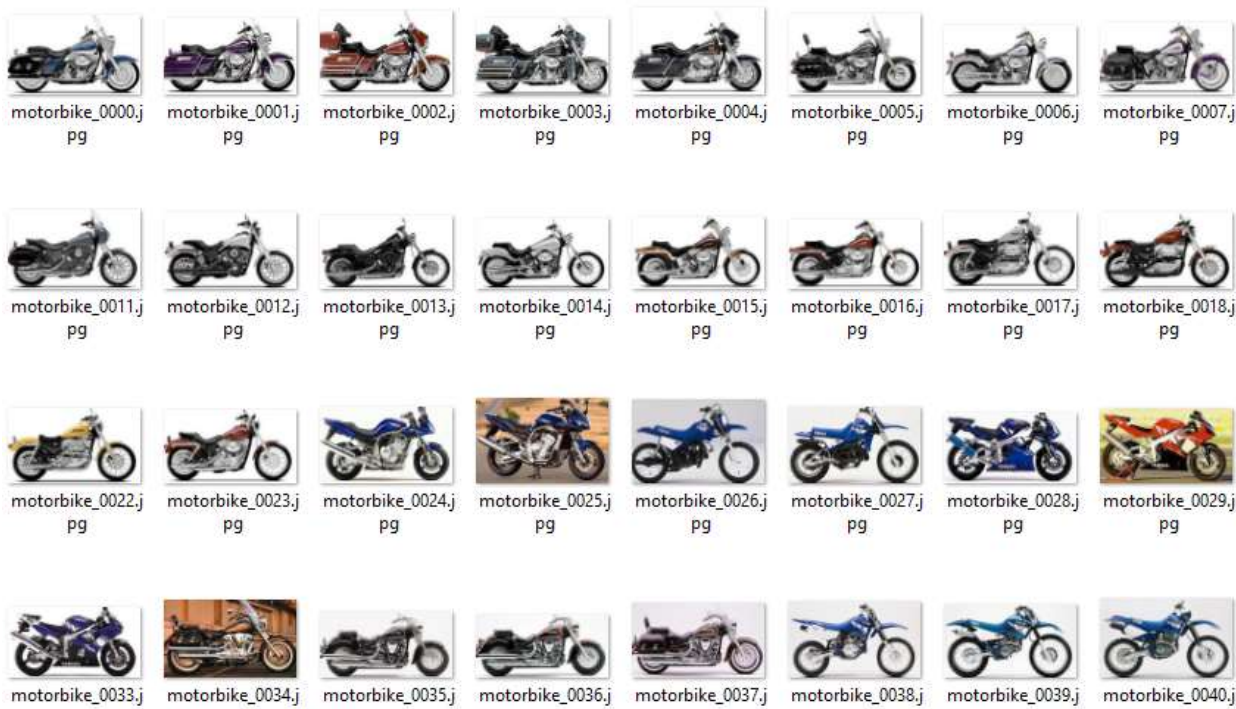 motorbike_0000.j motorbike_0001.j motorbike_0002.j motorbike_0003.j motorbike_0004.j motorbike_0005.j motorbike_0006.j motorbike_0007.j
pg pg pg pg pg pg pg pg
motorbike_0011.j motorbike_0012.j motorbike_0013.j motorbike_0014.j motorbike_0015.j motorbike_0016.j motorbike_0017.j motorbike_0018.j
pg pg pg pg pg pg pg pg
motorbike_0022.j motorbike_0023.j motorbike_0024.j motorbike_0025.j motorbike_0026.j motorbike_0027.j motorbike_0028.j motorbike_0029.j
pg pg pg pg pg pg pg pg
motorbike_0033.j motorbike_0034.j motorbike_0035.j motorbike_0036.j motorbike_0037.j motorbike_0038.j motorbike_0039.j motorbike_0040.j